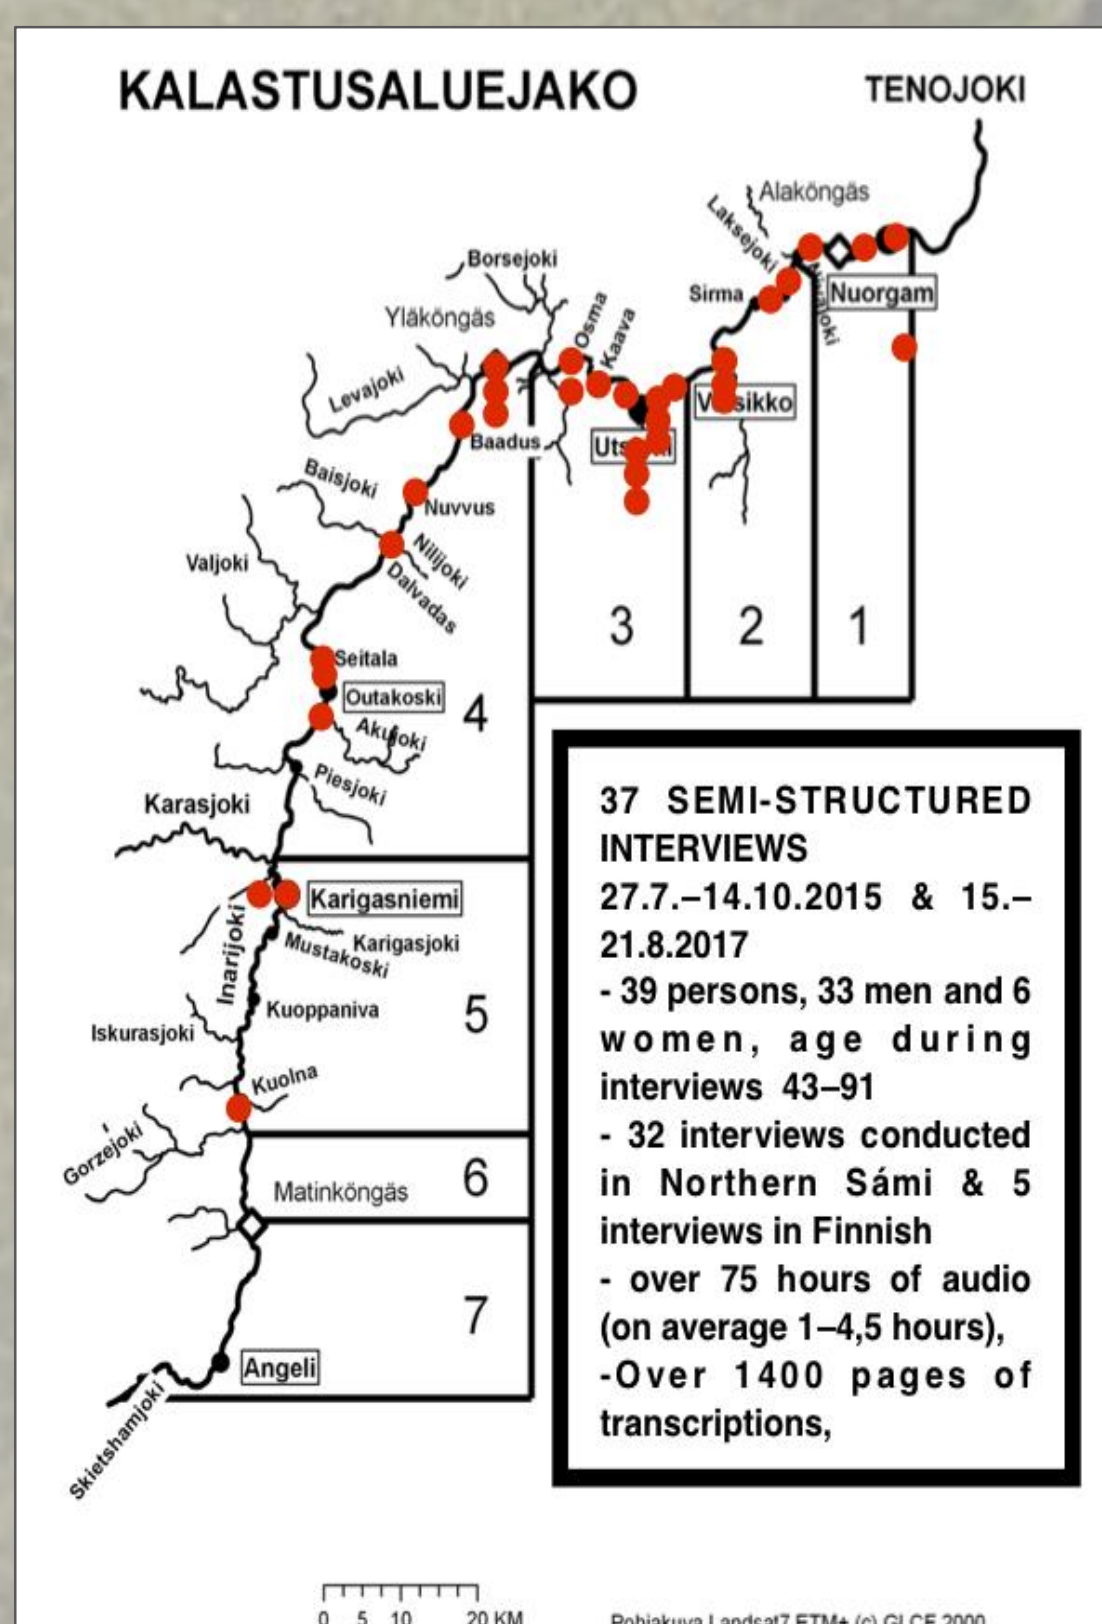 KALASTUSALUEJAKO
TENOJOKI
Alaköngäs
Laksejoki
Borsejoki
Sirma
Nuorgam
Yläköngäs
Osma
Kaava
Levajoki
Baadus
Baisjoki
Nuvvus
Valjoki
Nilijoki
Dalvadas
3
2
1
Seitala
Outakoski
4
Akujoki
Piesjoki
Karasjoki
Karigasniemi
Inarijoki
Karigasjoki
Mustakoski
Kuoppaniva
5
Iskurasjoki
Kuolna
Gorzejoki
Matinköngäs
6
7
Angeli
Skietshamjoki
37 SEMI-STRUCTURED
INTERVIEWS
27.7.–14.10.2015 & 15.–
21.8.2017
- 39 persons, 33 men and 6
women, age during
interviews 43–91
- 32 interviews conducted
in Northern Sámi & 5
interviews in Finnish
- over 75 hours of audio
(on average 1–4,5 hours),
-Over 1400 pages of
transcriptions,
0 5 10 20 KM
Pohjakuva Landsat7 ETM+ (c) GLCF 2000